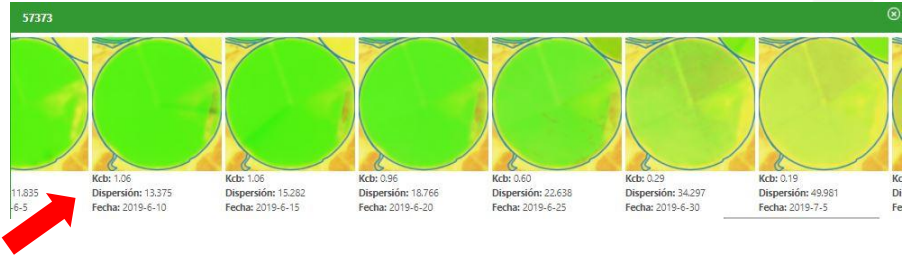 57373
Kcb: 1.06 Kcb: 1.06 Kcb: 0.96 Kcb: 0.60 Kcb: 0.29 Kcb: 0.19 Kc
11.835 Dispersión: 13.375 Dispersión: 15.282 Dispersión: 18.766 Dispersión: 22.638 Dispersión: 34.297 Dispersión: 49.981 Di
-6-5 Fecha: 2019-6-10 Fecha: 2019-6-15 Fecha: 2019-6-20 Fecha: 2019-6-25 Fecha: 2019-6-30 Fecha: 2019-7-5 Fe